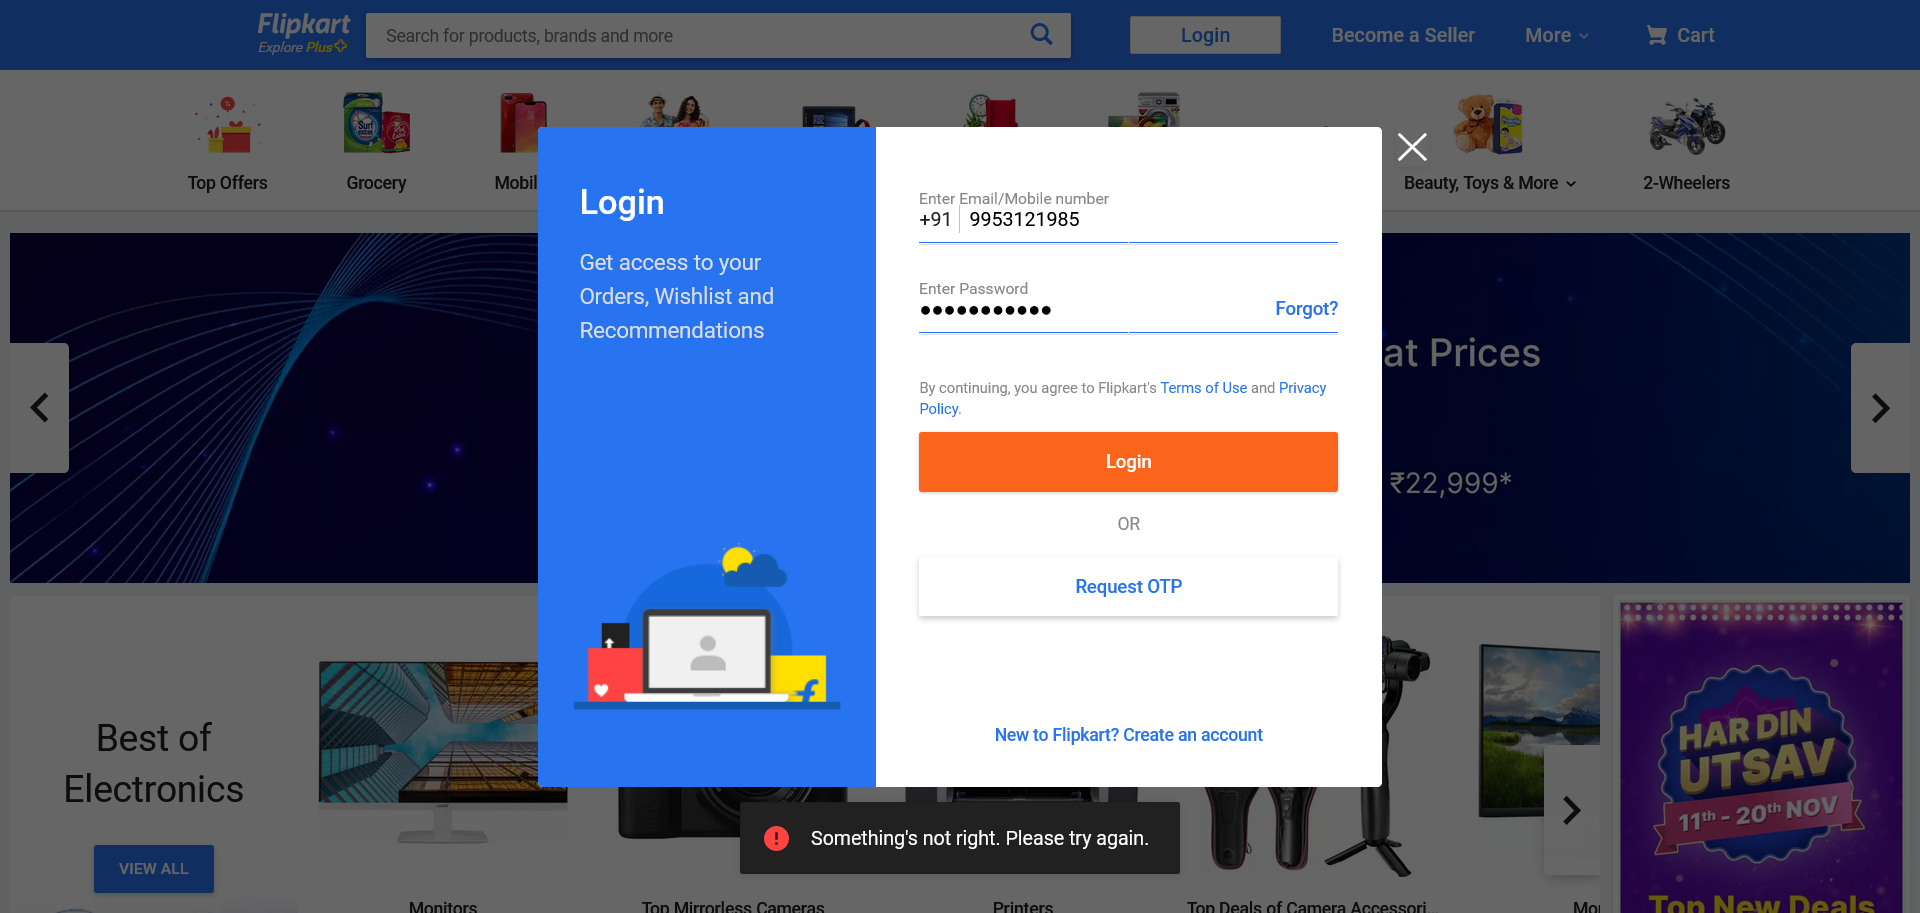 Flipkart
Explore Plus
Search for products, brands and more
Login
Become a Seller
More
Cart
Top Offers
Grocery
Mobil
Beauty, Toys & More
2-Wheelers
Login
Get access to your
Orders, Wishlist and
Recommendations
Enter Email/Mobile number
+91 9953121985
Enter Password
Forgot?
By continuing, you agree to Flipkart's Terms of Use and Privacy
Policy.
Login
OR
Request OTP
New to Flipkart? Create an account
at Prices
₹22,999*
Best of
Electronics
VIEW ALL
Something's not right. Please try again.
HAR DIN
UTSAV
11th - 20th NOV
Top New Deals
Monitors
Top Mirrorless Cameras
Printers
Top Deals of Camera Accessori...
Mo